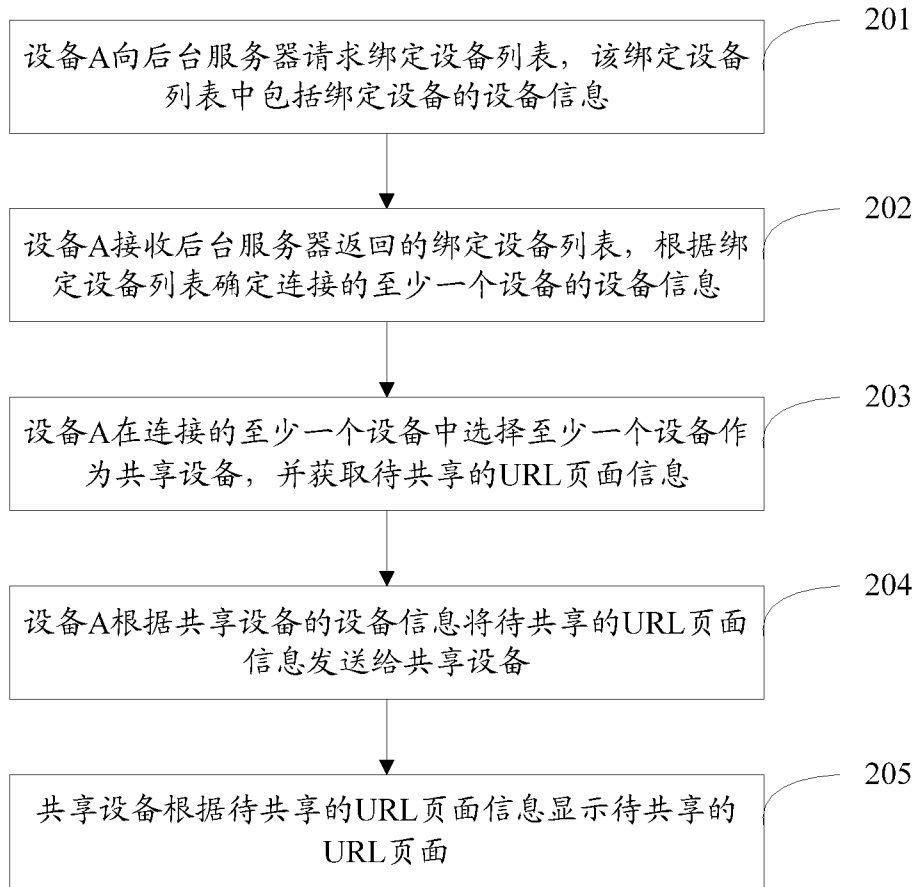 201
设备A向后台服务器请求绑定设备列表，该绑定设备
列表中包括绑定设备的设备信息
202
设备A接收后台服务器返回的绑定设备列表，根据绑
定设备列表确定连接的至少一个设备的设备信息
203
设备A在连接的至少一个设备中选择至少一个设备作
为共享设备，并获取待共享的URL页面信息
204
设备A根据共享设备的设备信息将待共享的URL页面
信息发送给共享设备
205
共享设备根据待共享的URL页面信息显示待共享的
URL页面